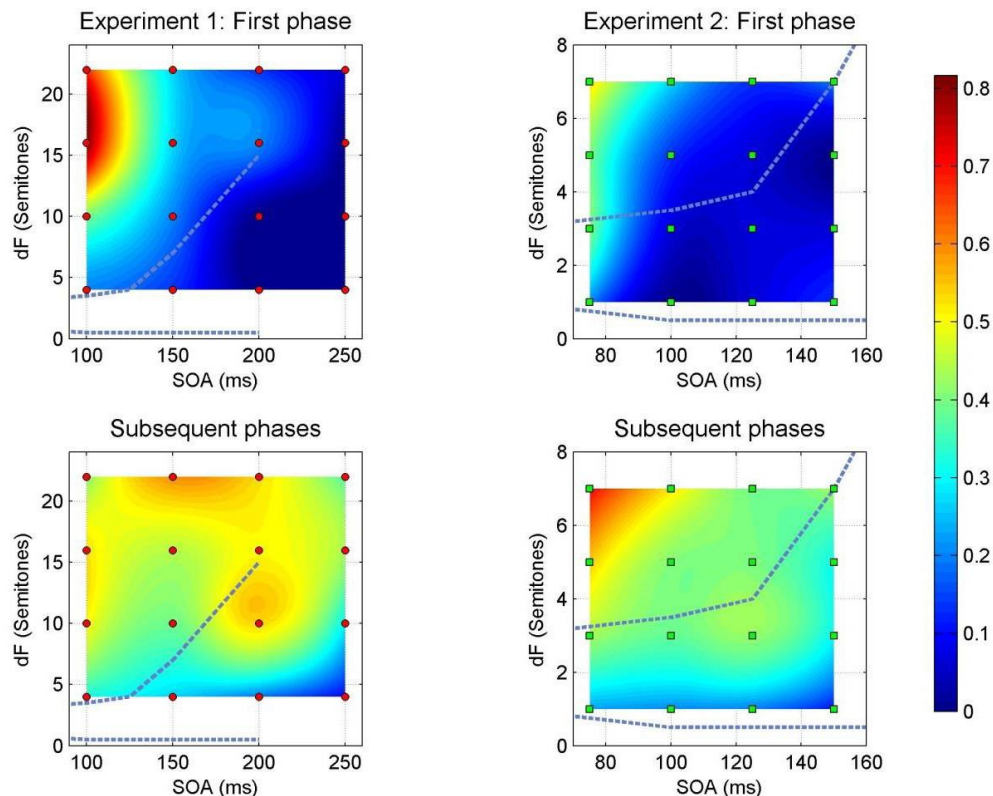 Experiment 1: First phase
Experiment 2: First phase
dF (Semitones)
20
15
10
5
0
100 150 200 250
SOA (ms)
dF (Semitones)
8
6
4
2
0
80 100 120 140 160
SOA (ms)
Subsequent phases
Subsequent phases
dF (Semitones)
20
15
10
5
0
100 150 200 250
SOA (ms)
dF (Semitones)
8
6
4
2
0
80 100 120 140 160
SOA (ms)
0.8
0.7
0.6
0.5
0.4
0.3
0.2
0.1
0